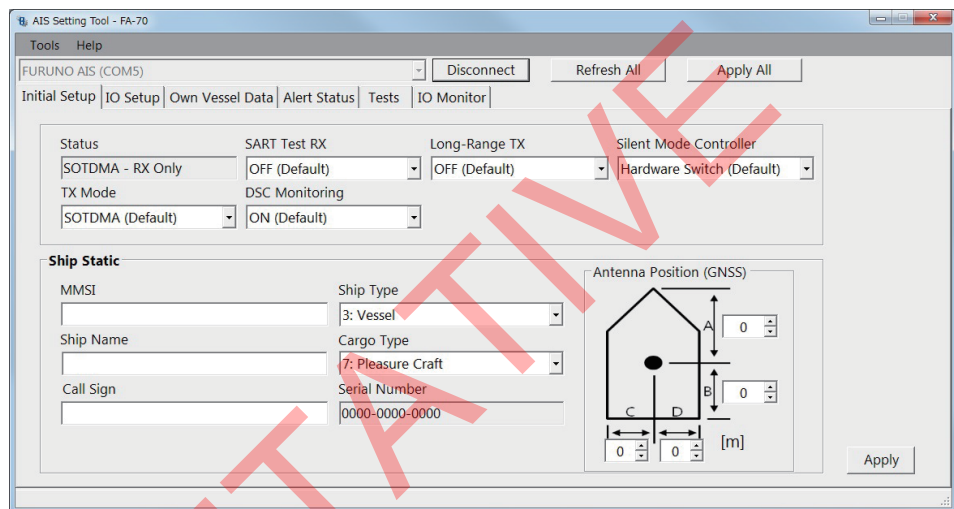 AIS Setting Tool - FA-70
Tools Help
FURUNO AIS (COM5) Disconnect Refresh All Apply All
Initial Setup IO Setup Own Vessel Data Alert Status Tests IO Monitor
Status SART Test RX Long-Range TX Silent Mode Controller
SOTDMA - RX Only OFF (Default) OFF (Default) Hardware Switch (Default)
TX Mode DSC Monitoring
SOTDMA (Default) ON (Default)
Ship Static
Antenna Position (GNSS)
MMSI Ship Type
3: Vessel
A 0
Ship Name Cargo Type
7: Pleasure Craft
B 0
Call Sign Serial Number
0000-0000-0000
C D
0 0 [m]
Apply
TATIVE